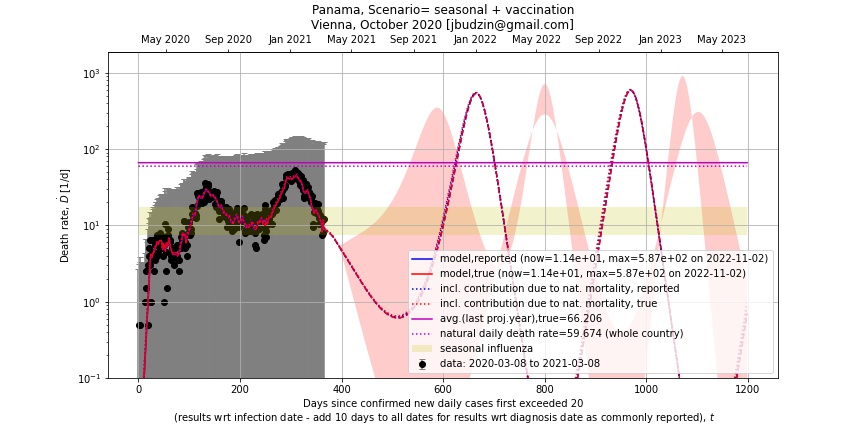 Panama, Scenario= seasonal + vaccination
Vienna, October 2020 [jbudzin@gmail.com]
May 2020 Sep 2020 Jan 2021 May 2021 Sep 2021 Jan 2022 May 2022 Sep 2022 Jan 2023 May 2023
10³
10²
10¹
10⁰
10⁻¹
Death rate, Ḋ [1/d]
model,reported (now=1.14e+01, max=5.87e+02 on 2022-11-02)
model,true (now=1.14e+01, max=5.87e+02 on 2022-11-02)
incl. contribution due to nat. mortality, reported
incl. contribution due to nat. mortality, true
avg.(last proj.year),true=66.206
natural daily death rate=59.674 (whole country)
seasonal influenza
data: 2020-03-08 to 2021-03-08
0 200 400 600 800 1000 1200
Days since confirmed new daily cases first exceeded 20
(results wrt infection date - add 10 days to all dates for results wrt diagnosis date as commonly reported), t